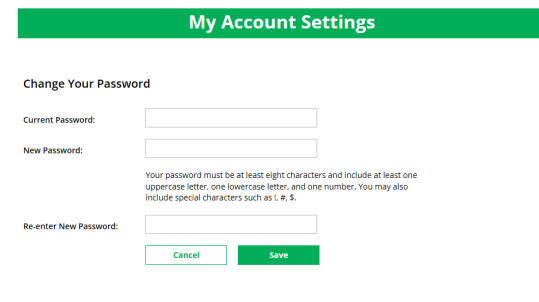 My Account Settings
Change Your Password
Current Password:
New Password:
Your password must be at least eight characters and include at least one
uppercase letter, one lowercase letter, and one number. You may also
include special characters such as !, #, $.
Re-enter New Password:
Cancel Save